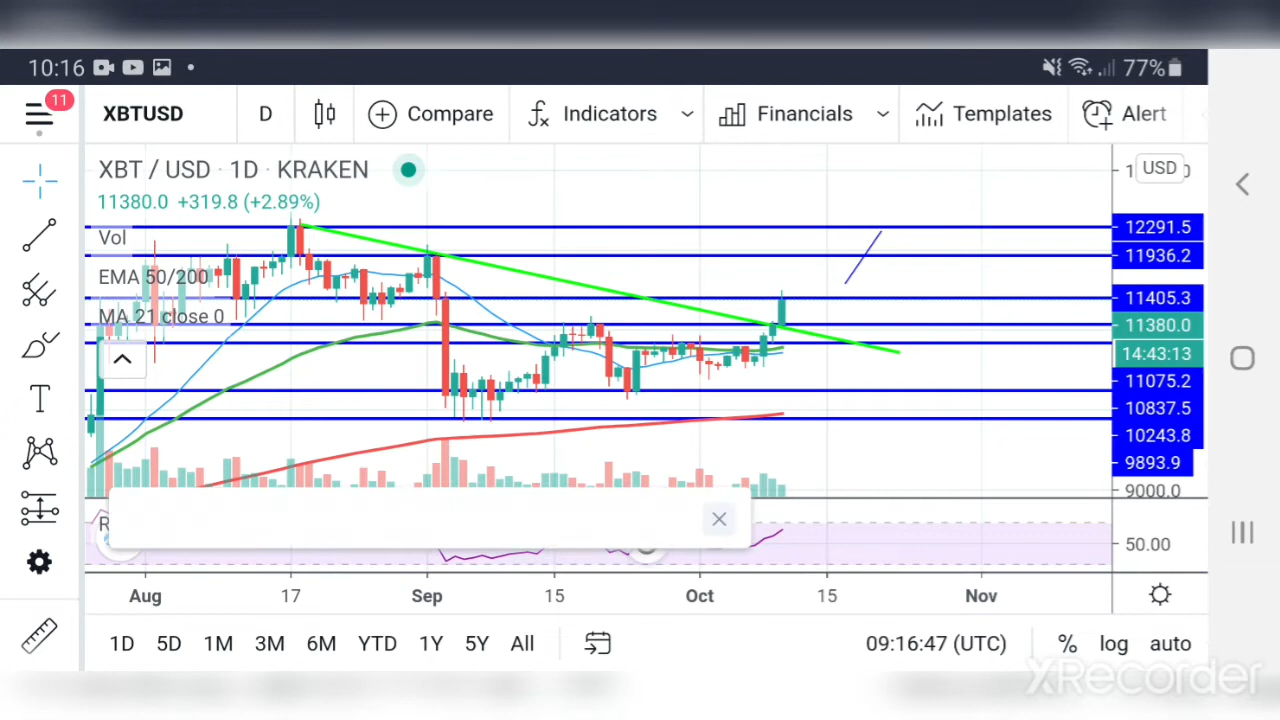 10:16 77%
11 XBTUSD D Compare Indicators Financials Templates Alert
XBT / USD · 1D · KRAKEN
USD
11380.0 +319.8 (+2.89%)
Vol
12291.5
11936.2
EMA 50/200
11405.3
MA 21 close 0
11380.0
14:43:13
11075.2
10837.5
10243.8
9893.9
9000.0
R
50.00
Aug 17 Sep 15 Oct 15 Nov
1D 5D 1M 3M 6M YTD 1Y 5Y All 09:16:47 (UTC) % log auto
XRecorder